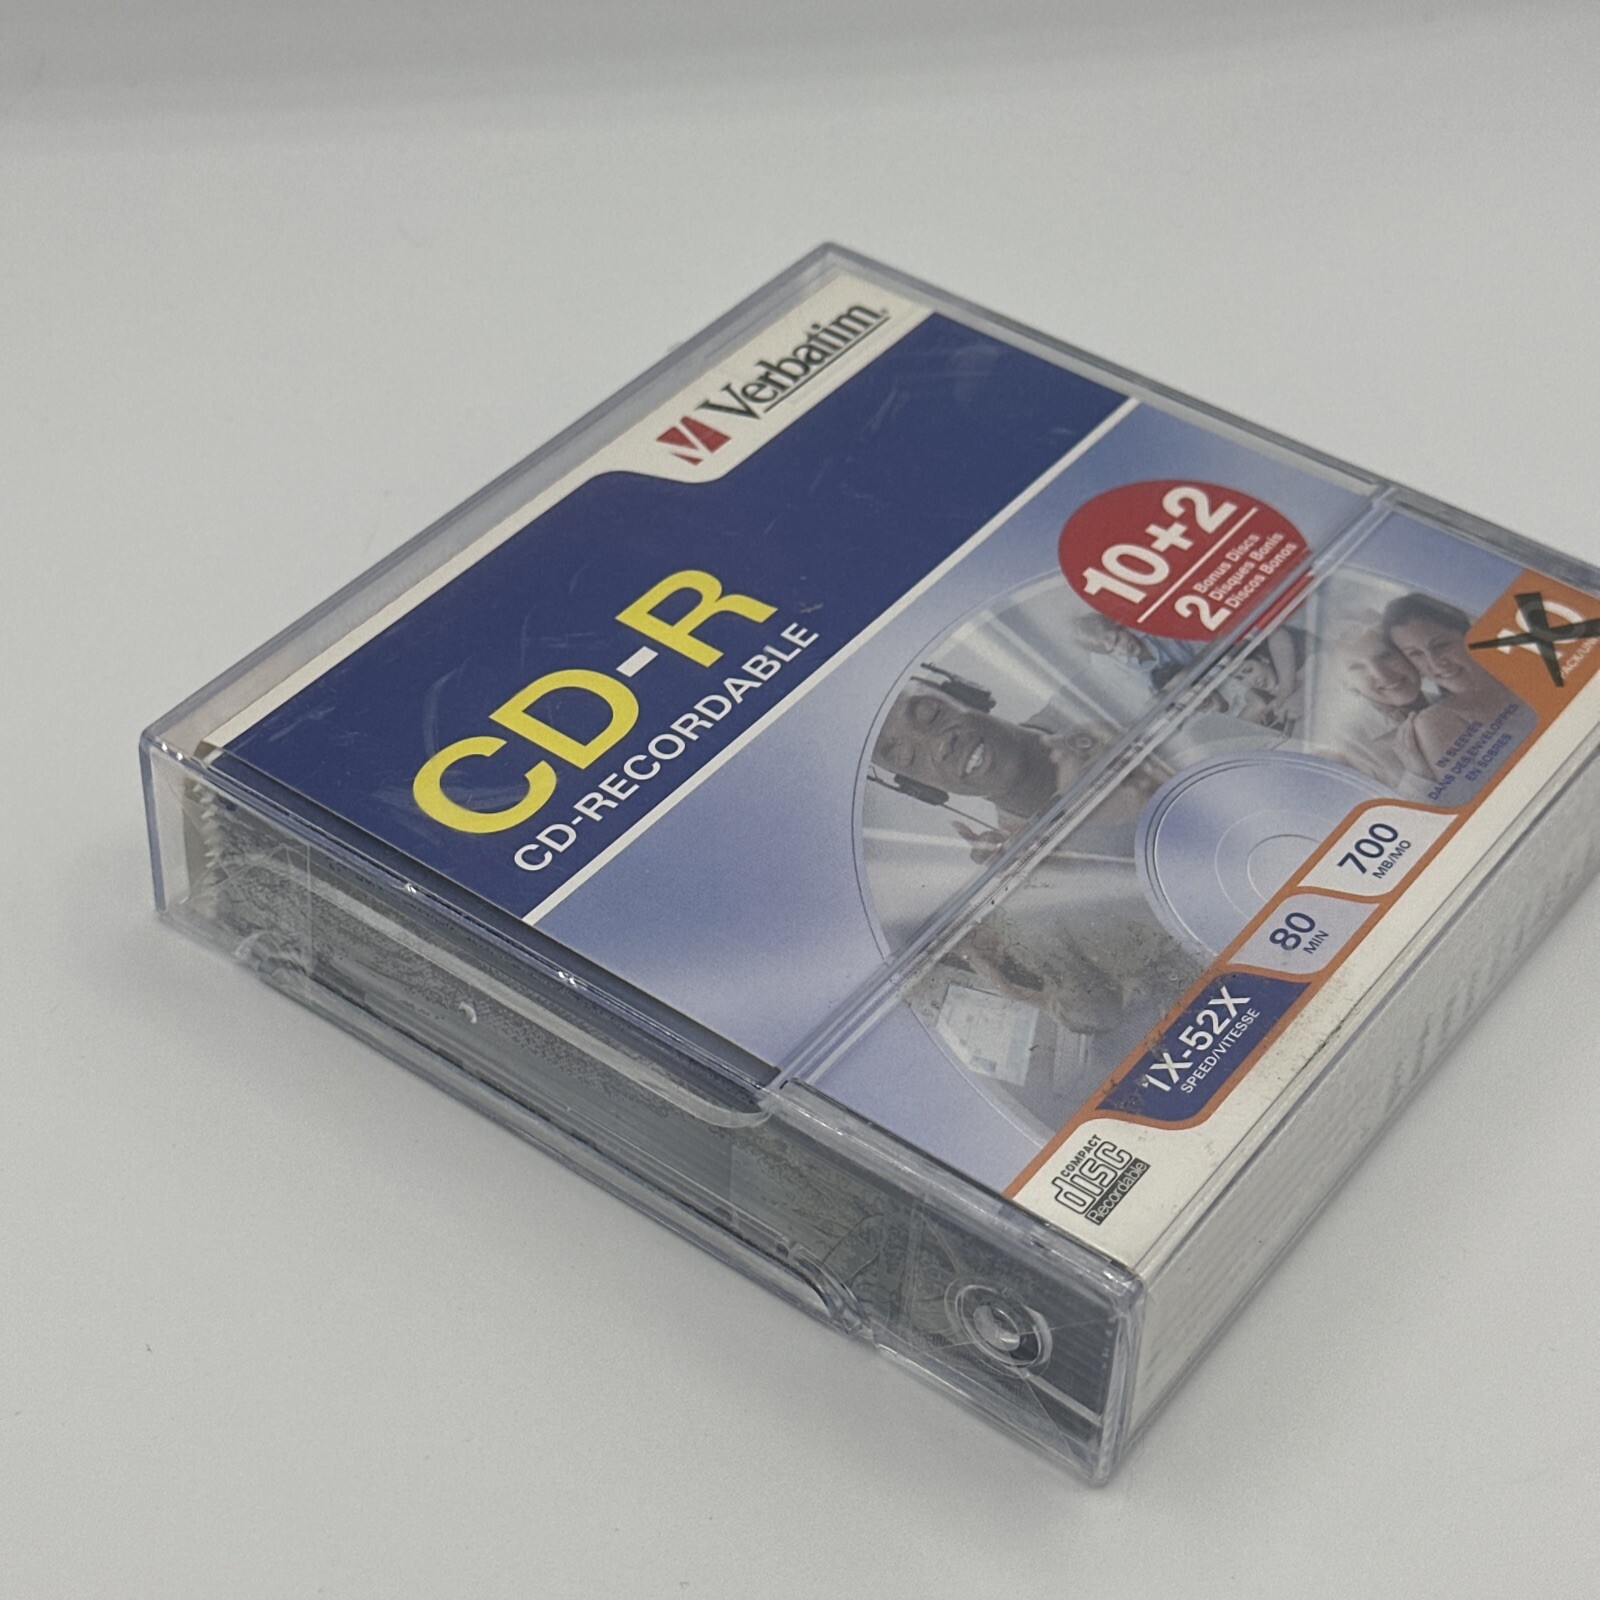 Verbatim
CD-R
CD-RECORDABLE
10+2
2 Bonus Discs
Disques Bonis
Discos Bonos
10
IN SLEEVES
DANS DES ENVELOPPES
EN SOBRES
700
MB/MO
80
MIN
1X-52X
SPEED/VITESSE
COMPACT
disc
Recordable